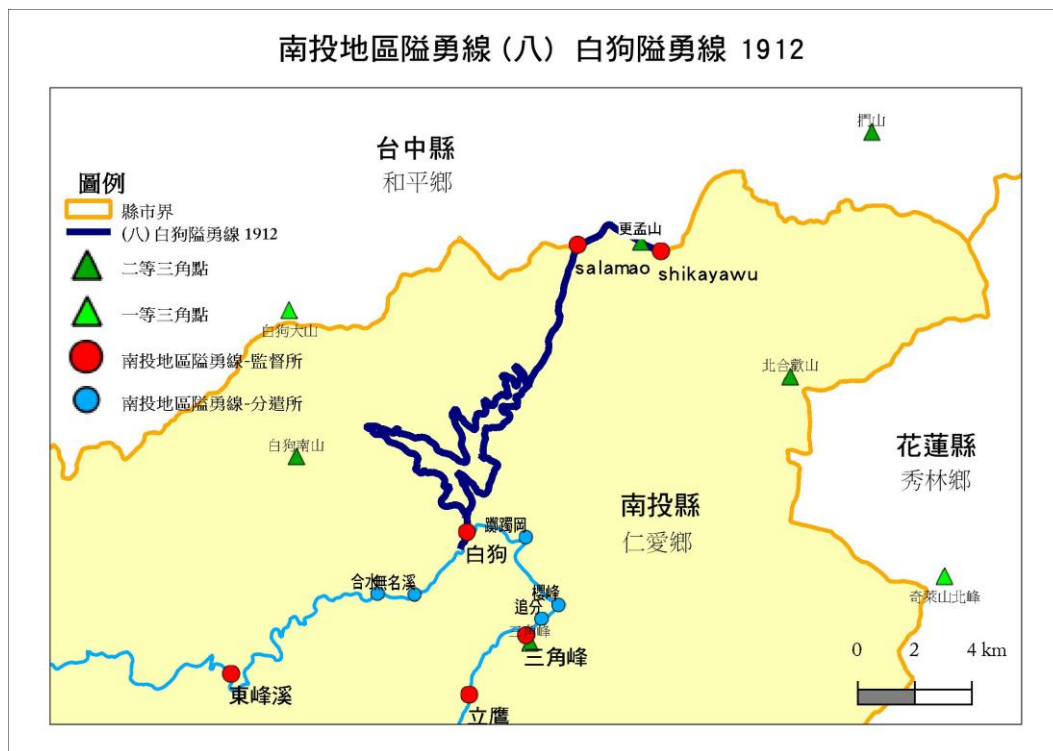 南投地區隘勇線(八) 白狗隘勇線 1912
捫山
台中縣
和平鄉
圖例
縣市界
(八)白狗隘勇線 1912
二等三角點
一等三角點
南投地區隘勇線-監督所
南投地區隘勇線-分遣所
更孟山
salamao
shikayawu
白狗大山
北合歡山
白狗南山
花蓮縣
秀林鄉
南投縣
仁愛鄉
躑躅岡
白狗
合水
無名溪
櫻峰
追分
三角峰
三角峰
奇萊山北峰
東峰溪
立鷹
0 2 4 km